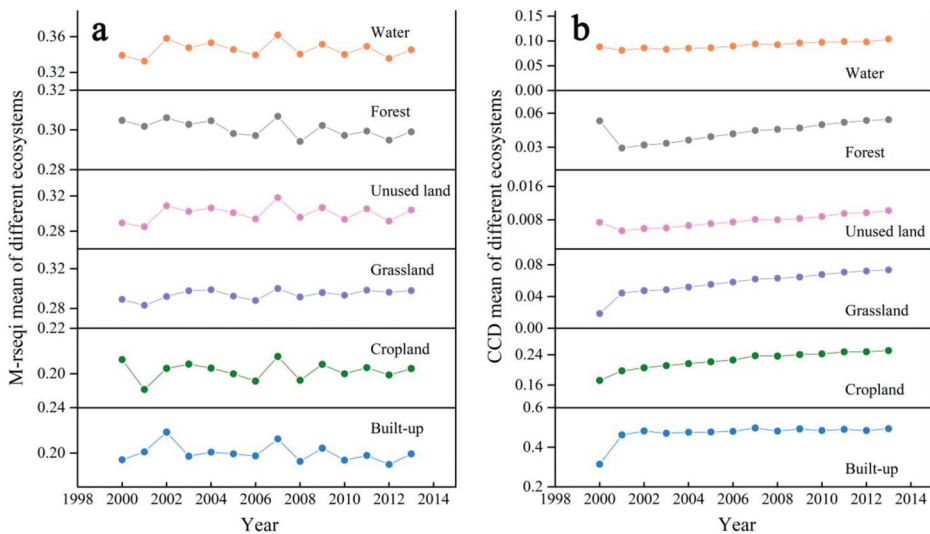 a
M-rseqi mean of different ecosystems
0.36
0.32
Water
0.32
0.30
0.28
Forest
0.32
0.28
Unused land
0.32
0.28
Grassland
0.22
0.20
Cropland
0.24
0.20
Built-up
1998 2000 2002 2004 2006 2008 2010 2012 2014
Year
b
CCD mean of different ecosystems
0.15
0.10
0.05
0.00
Water
0.06
0.03
Forest
0.016
0.008
Unused land
0.08
0.04
0.00
Grassland
0.24
0.16
Cropland
0.6
0.4
0.2
Built-up
1998 2000 2002 2004 2006 2008 2010 2012 2014
Year